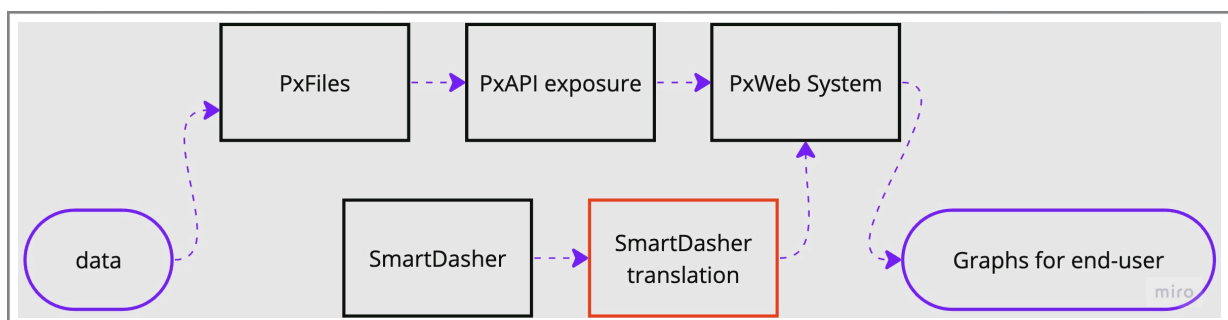 PxFiles
PxAPI exposure
PxWeb System
data
SmartDasher
SmartDasher
translation
Graphs for end-user
miro